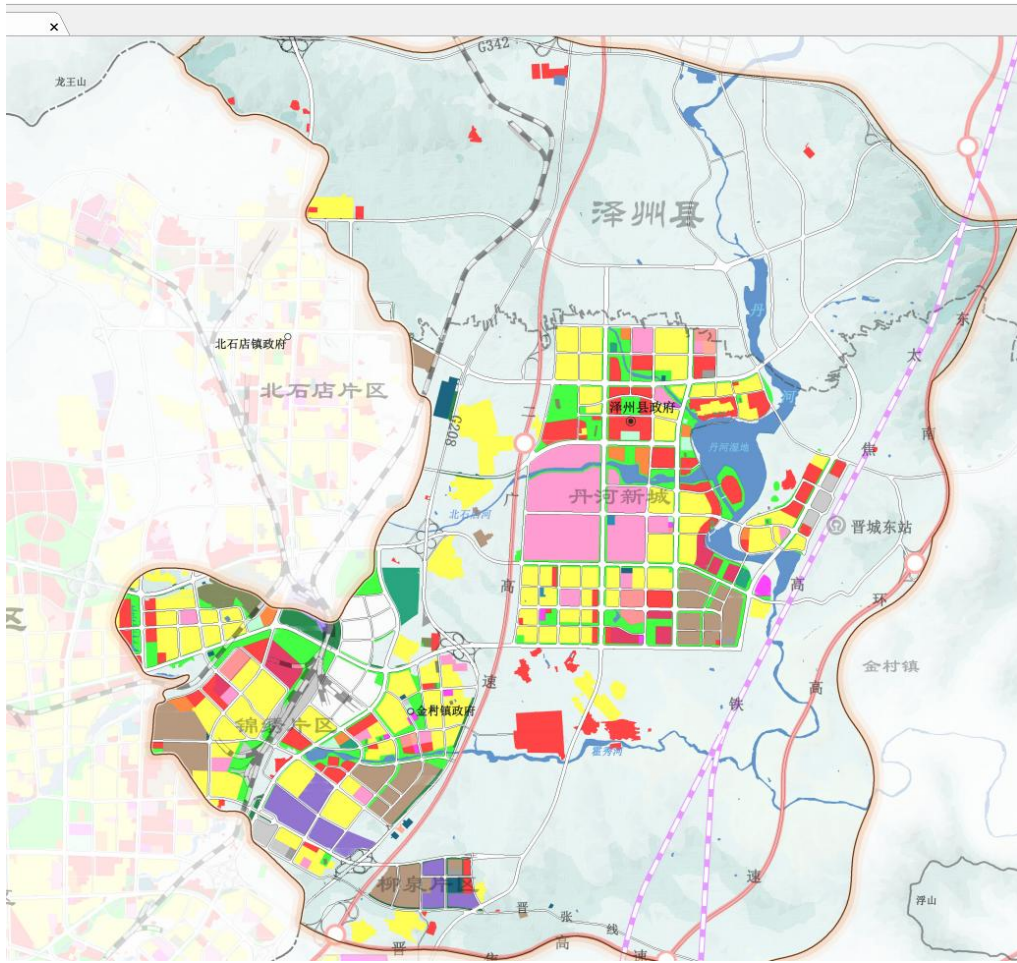 ×
G342
龙王山
泽州县
丹
东
太
北石店镇政府
北石店片区
河
二
泽州县政府
G208
南
焦
丹河湿地
广
丹河新城
北石店河
晋城东站
高
高
环
区
金村镇
速
高
铁
金村镇政府
锦绣片区
柳泉片区
速
浮山
晋
张
线
晋
焦
高
速